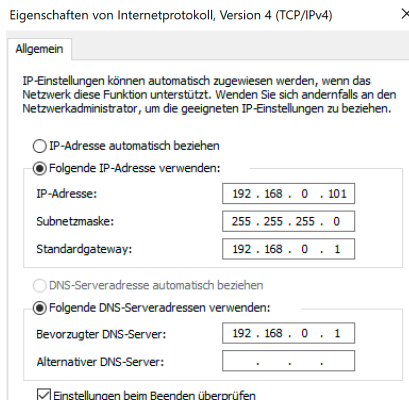 Eigenschaften von Internetprotokoll, Version 4 (TCP/IPv4)
Allgemein
IP-Einstellungen können automatisch zugewiesen werden, wenn das
Netzwerk diese Funktion unterstützt. Wenden Sie sich andernfalls an den
Netzwerkadministrator, um die geeigneten IP-Einstellungen zu beziehen.
IP-Adresse automatisch beziehen
Folgende IP-Adresse verwenden:
IP-Adresse: 192 . 168 . 0 . 101
Subnetzmaske: 255 . 255 . 255 . 0
Standardgateway: 192 . 168 . 0 . 1
DNS-Serveradresse automatisch beziehen
Folgende DNS-Serveradressen verwenden:
Bevorzugter DNS-Server: 192 . 168 . 0 . 1
Alternativer DNS-Server: . . .
Einstellungen beim Beenden überprüfen